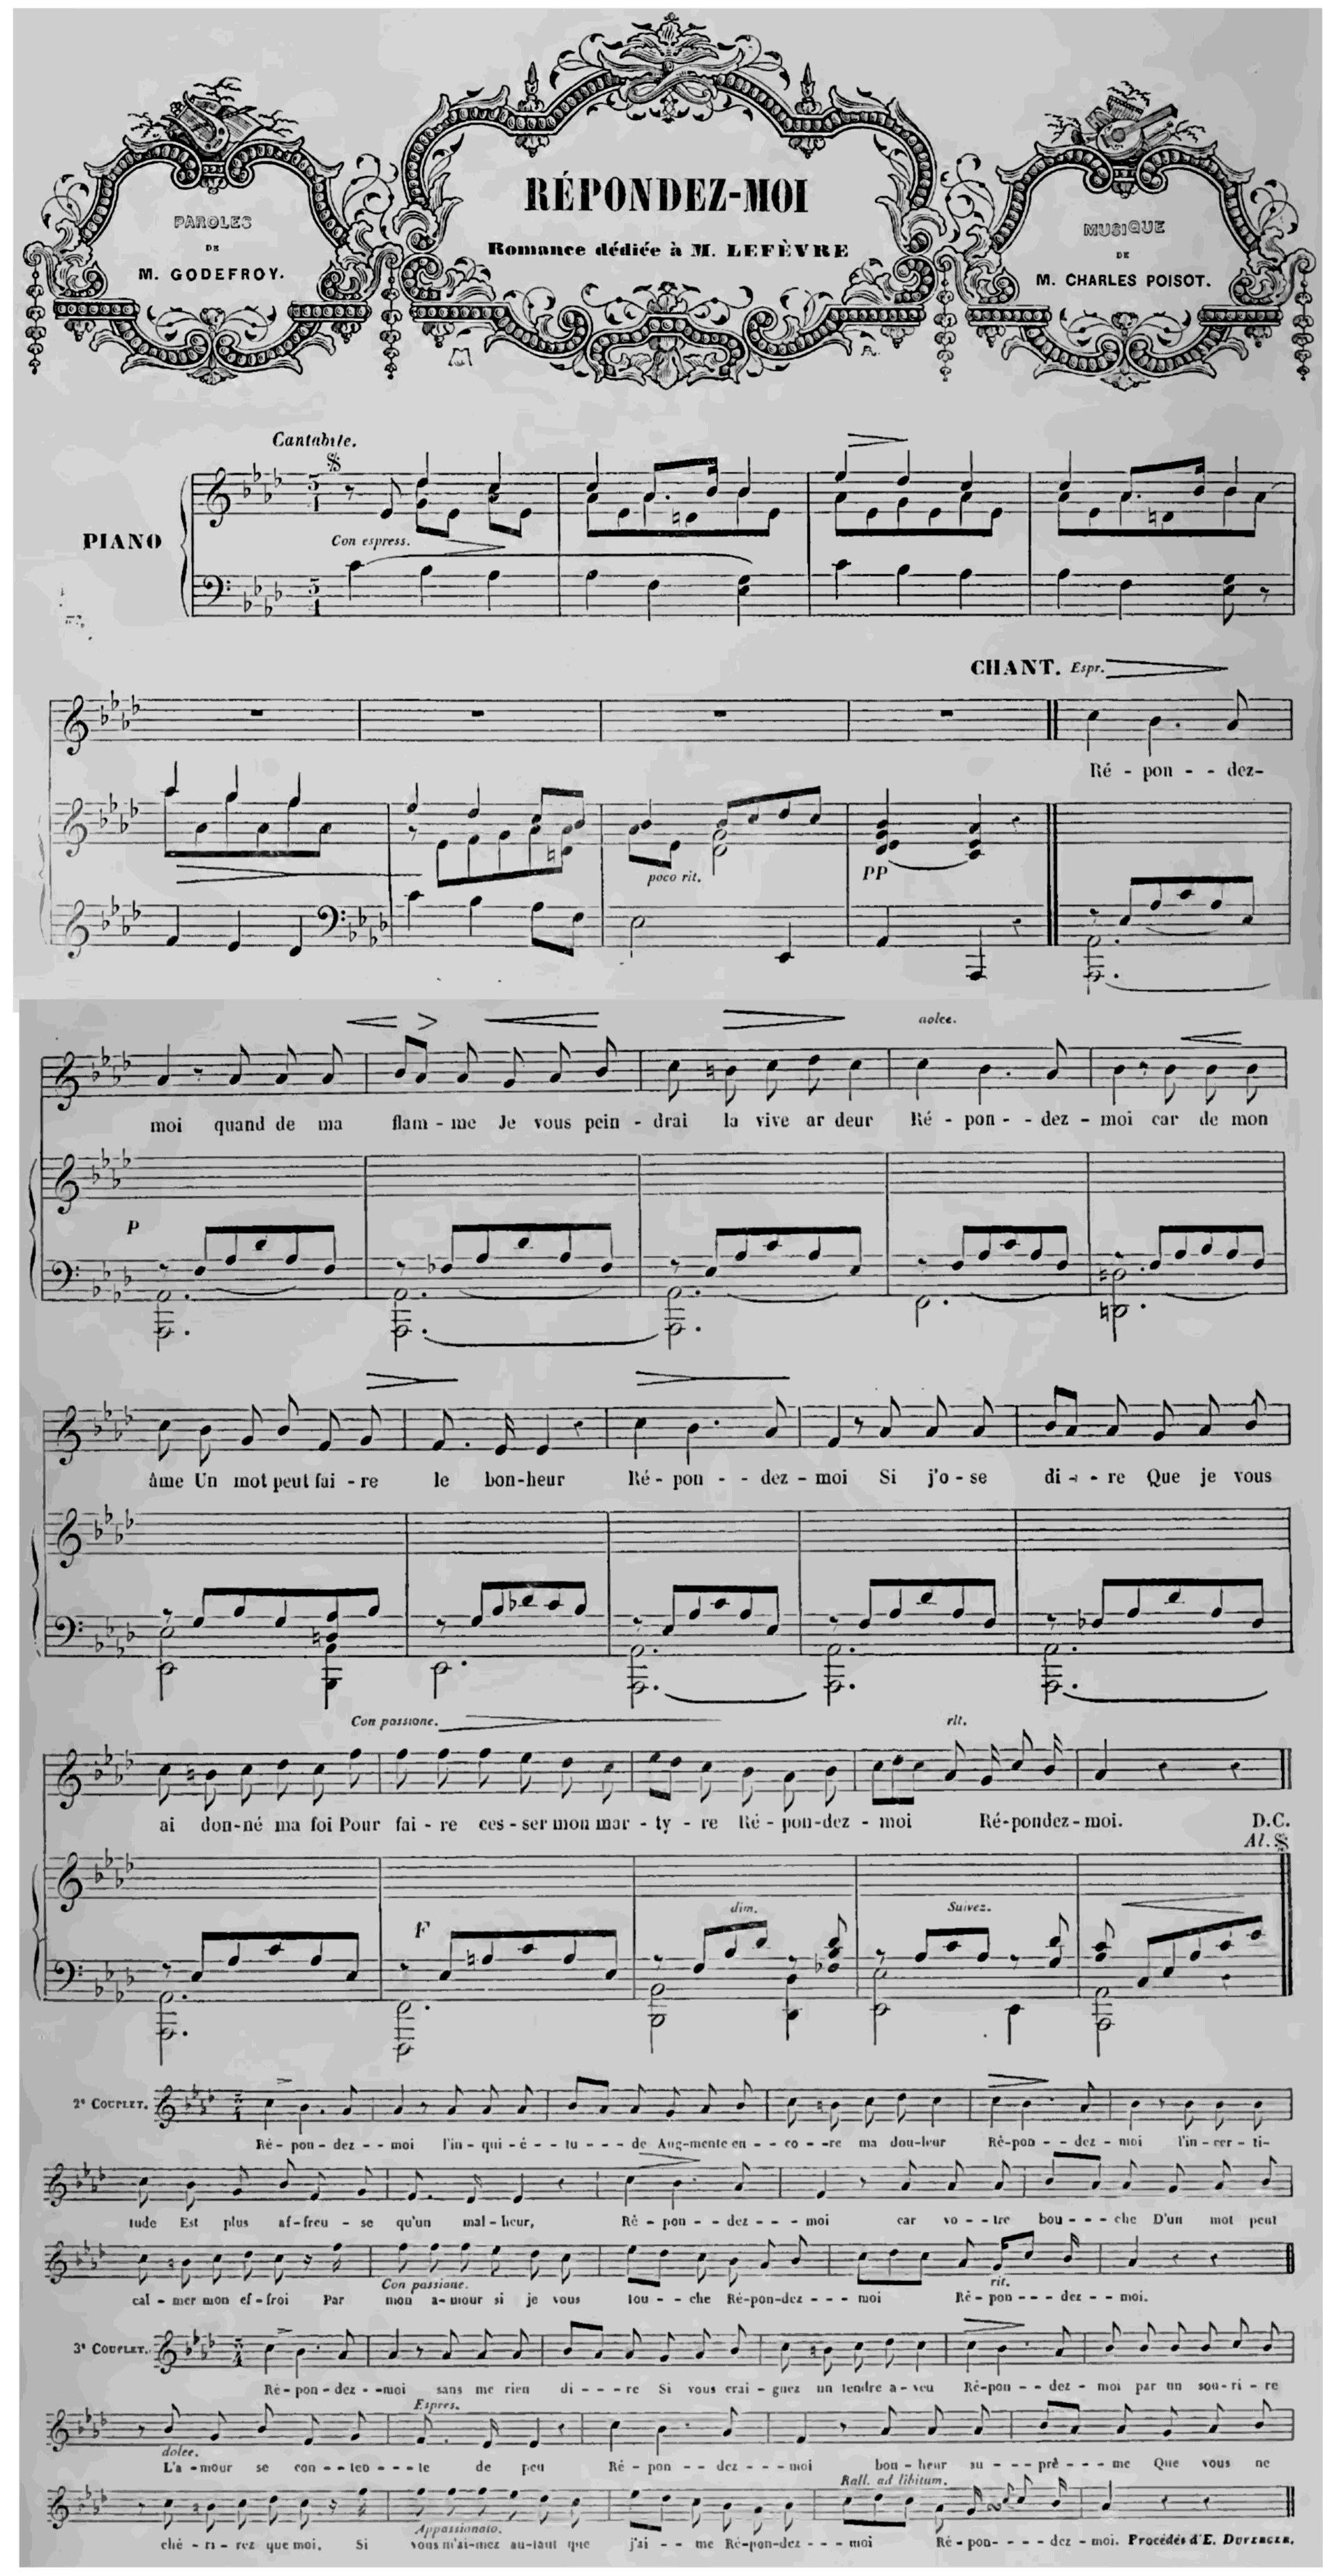 PAROLES
DE
M. GODEFROY.
RÉPONDEZ-MOI
Romance dédiée à M. LEFÈVRE
MUSIQUE
DE
M. CHARLES POISOT.
Cantabile.
PIANO
Con espress.
CHANT. Espr.
Ré - pon - - dez-
poco rit.
PP
dolce.
moi quand de ma flam - me Je vous pein - drai la vive ar deur Ré - pon - - dez - moi car de mon
P
âme Un mot peut fai - re le bon-heur Ré - pon - - dez - moi Si j'o - se di - - re Que je vous
Con passione. rit.
ai don-né ma foi Pour fai - re ces - ser mon mar - ty - re Ré - pon-dez - moi Ré-pondez-moi. D.C.
Al.
F dim. Suivez.
2e COUPLET.
Ré - pon - dez - - moi l'in - qui - é - - tu - - - de Aug-mente en - - co - - re ma dou-leur Ré-pon - - dez - moi l'in - cer - ti-
tude Est plus af - freu - se qu'un mal - heur, Ré - pon - - dez - - - moi car vo - - tre bou - - - che D'un mot peut
Con passione. rit.
cal - mer mon ef - froi Par mon a - mour si je vous tou - - che Ré-pon-dez - - - moi Ré - pon - - - dez - - moi.
3e COUPLET.
Ré - pon - dez - - moi sans me rien di - - - re Si vous crai - gnez un tendre a - veu Ré-pon - - dez - moi par un sou - ri - re
Espres.
dolce.
L'a - mour se con - - ten - - - te de peu Ré - pon - - dez - - - moi bon - heur su - - - prê - - - me Que vous ne
Rall. ad libitum.
Appassionato.
ché - ri - rez que moi. Si vous m'ai-mez au-tant que j'ai - - me Ré-pon-dez - - - moi Ré - pon- - - - dez - moi. Procédés d'E. DUVERGER.